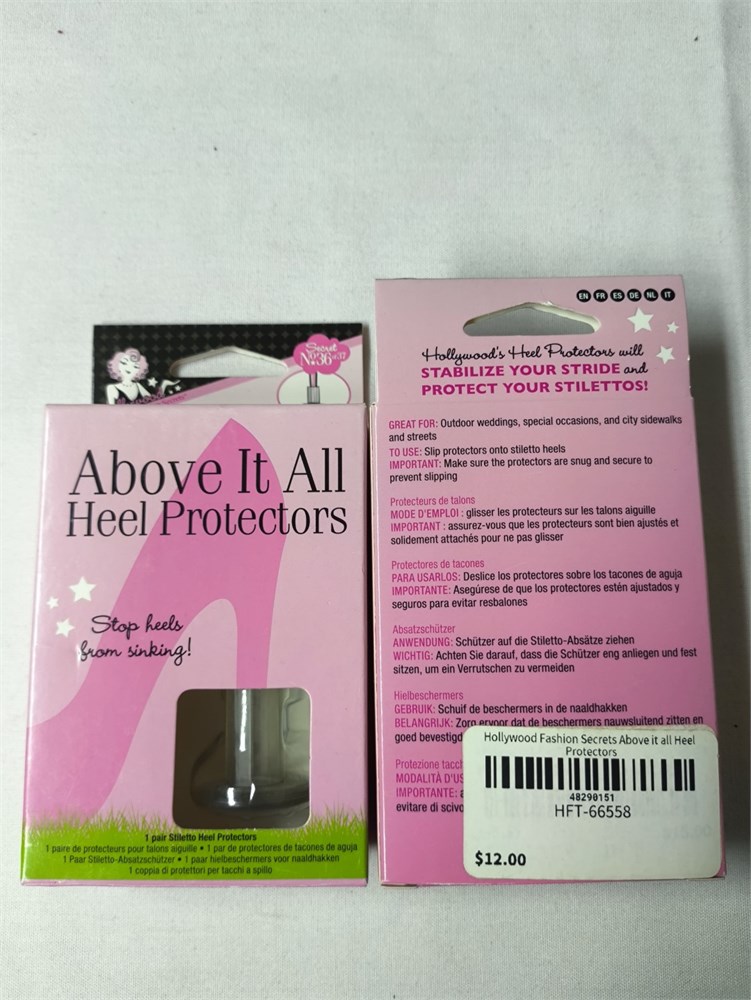 Secret
No.36 of 37
Above It All
Heel Protectors
Stop heels
from sinking!
1 pair Stiletto Heel Protectors
1 paire de protecteurs pour talons aiguille • 1 par de protectores de tacones de aguja
1 Paar Stiletto-Absatzschützer • 1 paar hielbeschermers voor naaldhakken
1 coppia di protettori per tacchi a spillo
EN FR ES DE NL IT
Hollywood's Heel Protectors will
STABILIZE YOUR STRIDE and
PROTECT YOUR STILETTOS!
GREAT FOR: Outdoor weddings, special occasions, and city sidewalks
and streets
TO USE: Slip protectors onto stiletto heels
IMPORTANT: Make sure the protectors are snug and secure to
prevent slipping
Protecteurs de talons
MODE D'EMPLOI : glisser les protecteurs sur les talons aiguille
IMPORTANT : assurez-vous que les protecteurs sont bien ajustés et
solidement attachés pour ne pas glisser
Protectores de tacones
PARA USARLOS: Deslice los protectores sobre los tacones de aguja
IMPORTANTE: Asegúrese de que los protectores estén ajustados y
seguros para evitar resbalones
Absatzschützer
ANWENDUNG: Schützer auf die Stiletto-Absätze ziehen
WICHTIG: Achten Sie darauf, dass die Schützer eng anliegen und fest
sitzen, um ein Verrutschen zu vermeiden
Hielbeschermers
GEBRUIK: Schuif de beschermers in de naaldhakken
BELANGRIJK: Zorg ervoor dat de beschermers nauwsluitend zitten en
goed bevestigd
Protezione tacch
MODALITÀ D'US
IMPORTANTE: a
evitare di scivo
Hollywood Fashion Secrets Above it all Heel
Protectors
48290151
HFT-66558
$12.00